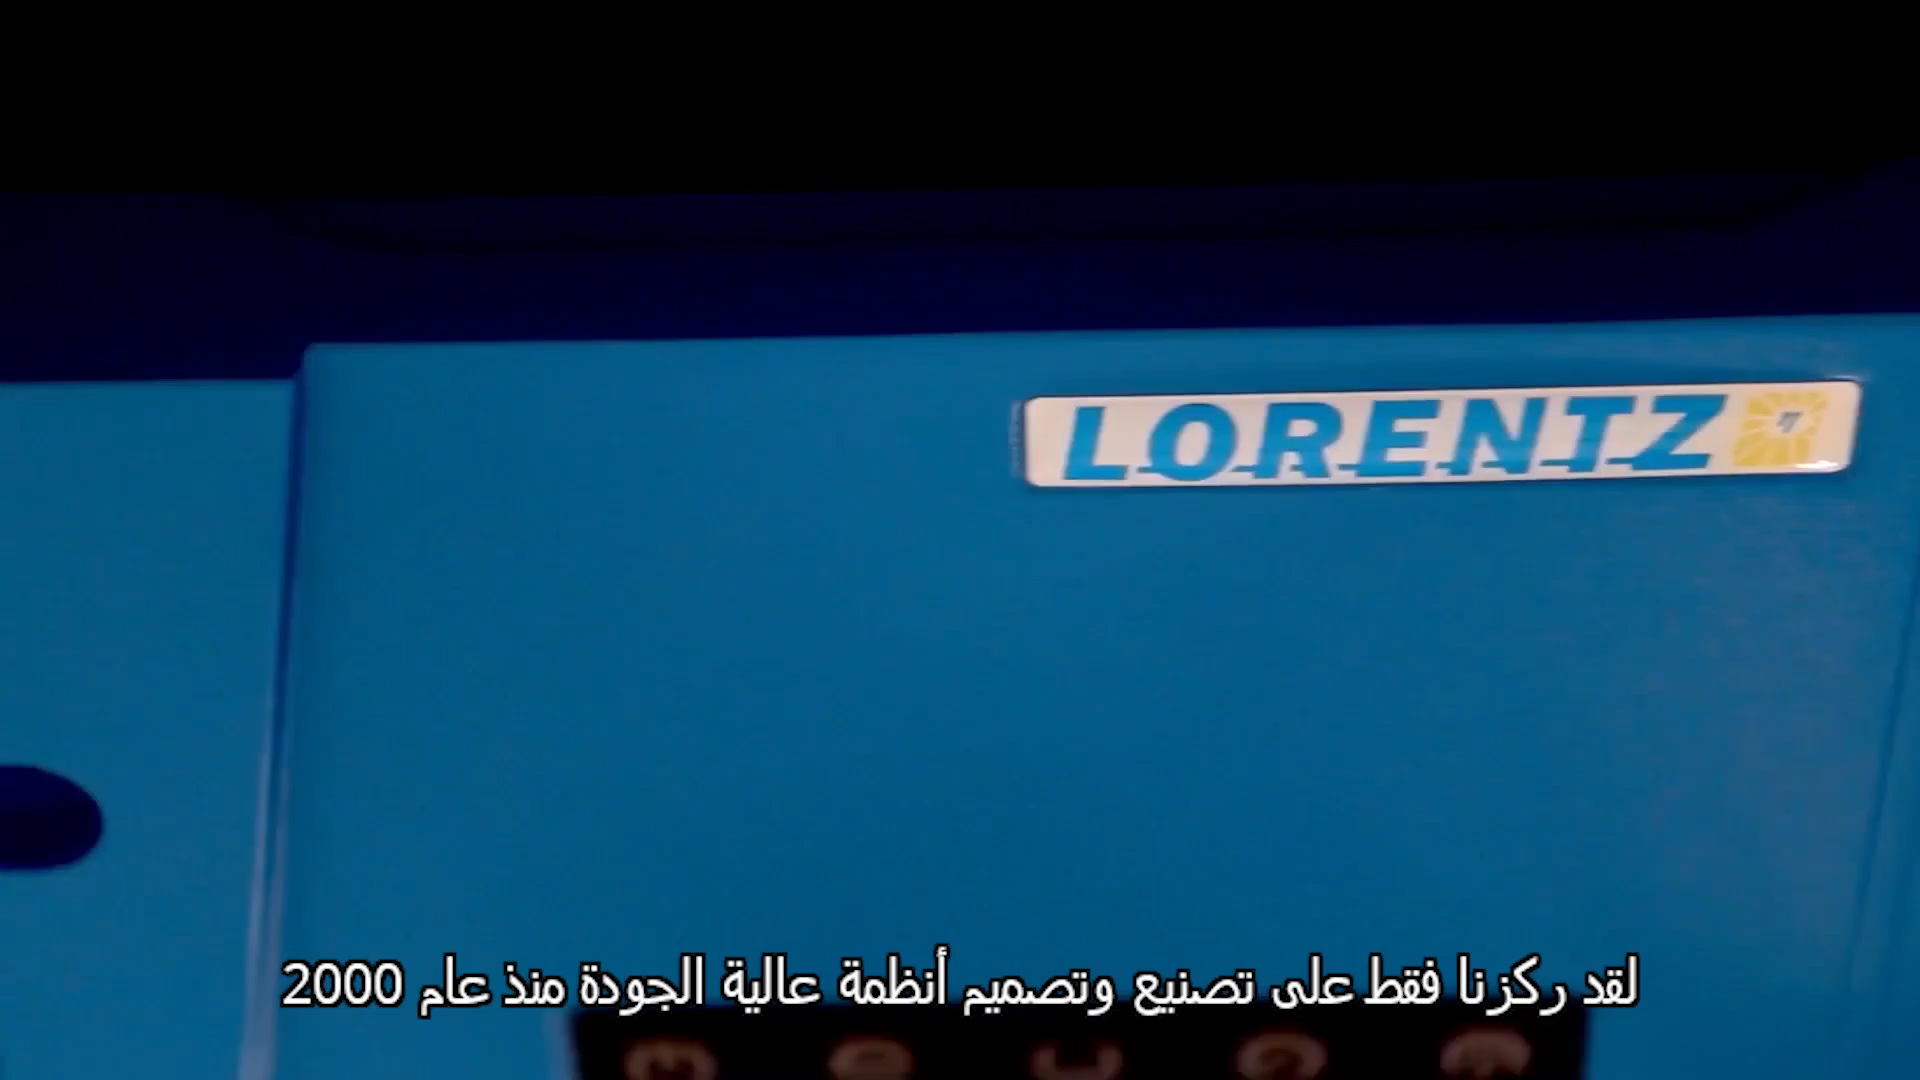 LORENTZ
لقد ركزنا فقط على تصنيع وتصميم أنظمة عالية الجودة منذ عام 2000